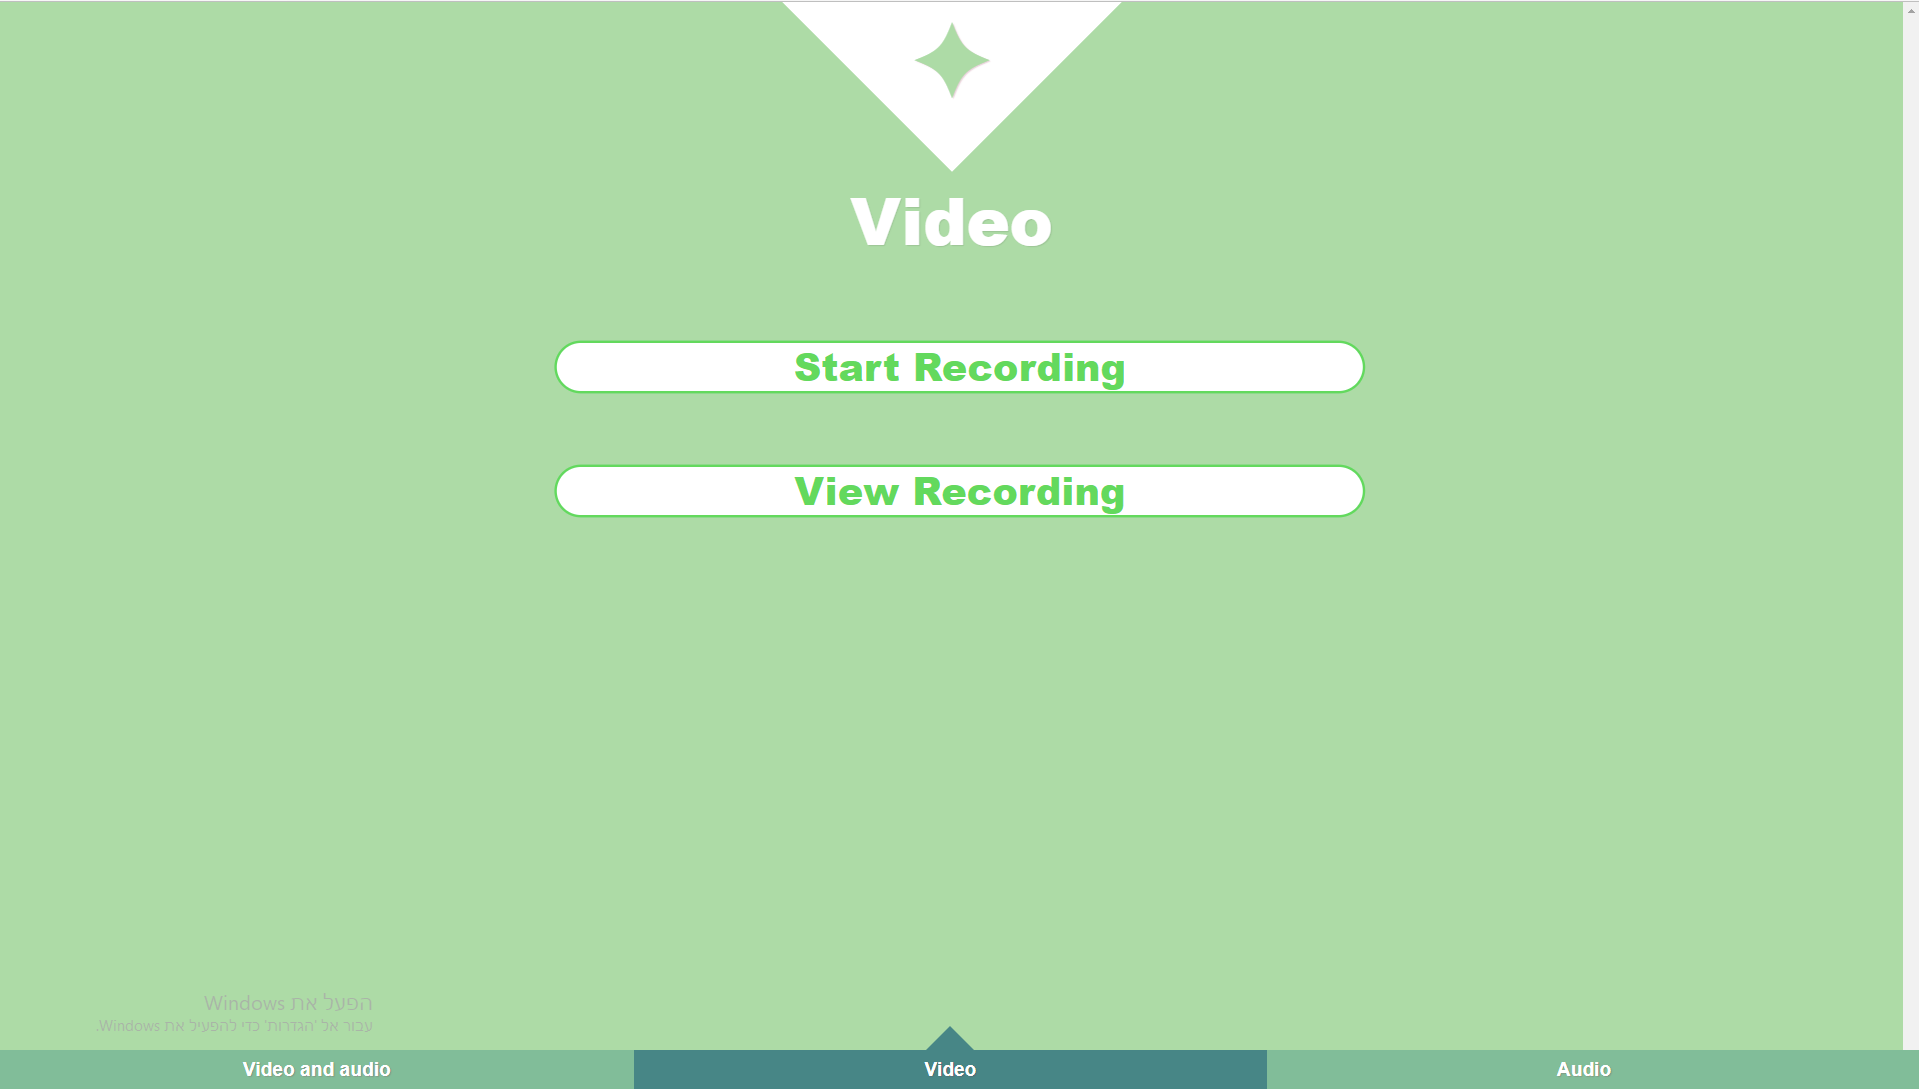 Video
Start Recording
View Recording
הפעל את Windows
עבור אל 'הגדרות' כדי להפעיל את Windows.
Video and audio
Video
Audio